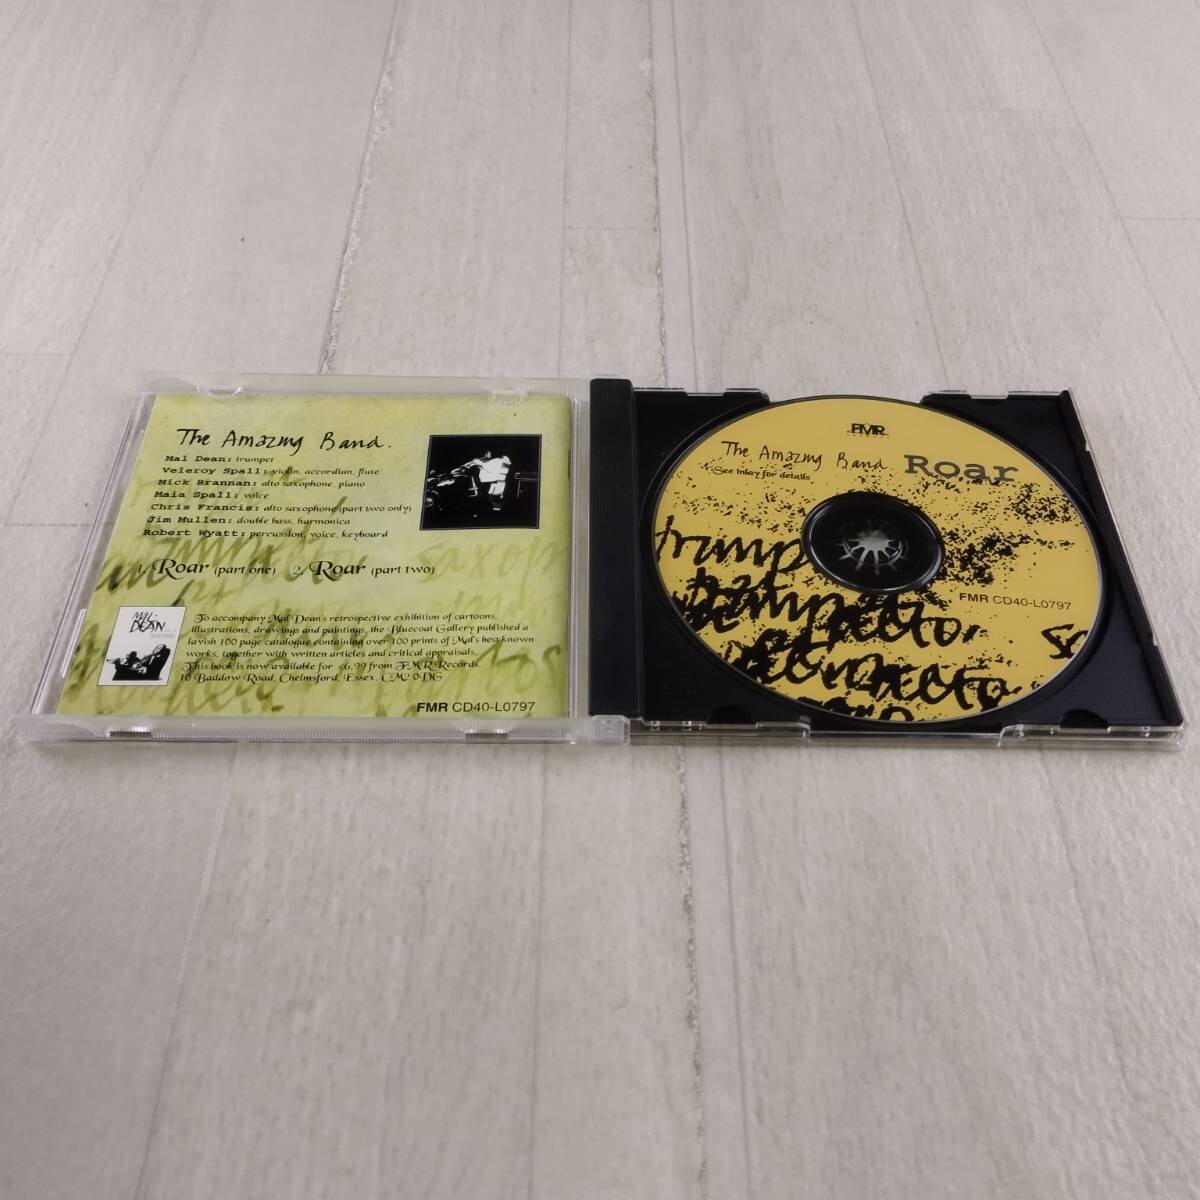 The Amazing Band.
Mal Dean: trumpet
Veleroy Spall: violin, accordian, flute
Mick Brannan: alto saxophone, piano
Maia Spall: voice
Chris Francis: alto saxophone (part two only)
Jim Mullen: double bass, harmonica
Robert Wyatt: percussion, voice, keyboard
1. Roar (part one) 2. Roar (part two)
MAL DEAN
To accompany Mal Dean's retrospective exhibition of cartoons,
illustrations, drawings and paintings, the Bluecoat Gallery published a
lavish 100 page catalogue containing over 100 prints of Mal's best known
works, together with written articles and critical appraisals.
This book is now available for £6.99 from FMR Records,
10 Baddow Road, Chelmsford, Essex. CM2 0DG
FMR CD40-L0797
FMR
The Amazing Band Roar
See inlay for details
FMR CD40-L0797